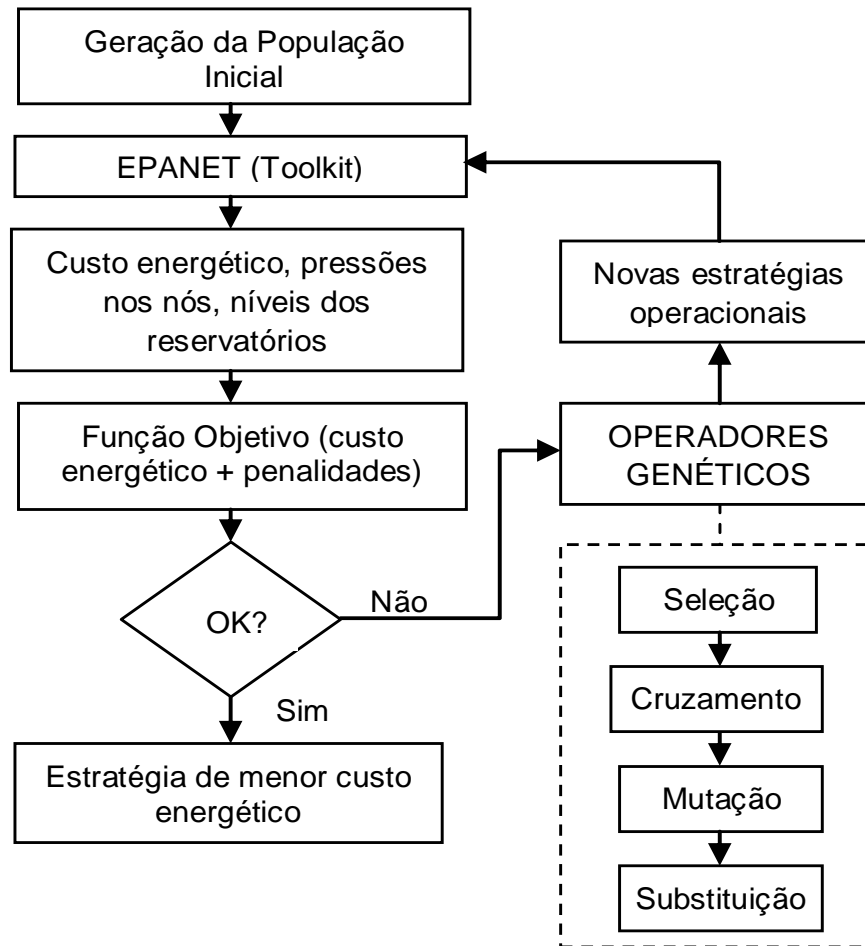 Geração da População
Inicial
EPANET (Toolkit)
Custo energético, pressões
nos nós, níveis dos
reservatórios
Função Objetivo (custo
energético + penalidades)
OK?
Não
Sim
Estratégia de menor custo
energético
Novas estratégias
operacionais
OPERADORES
GENÉTICOS
Seleção
Cruzamento
Mutação
Substituição